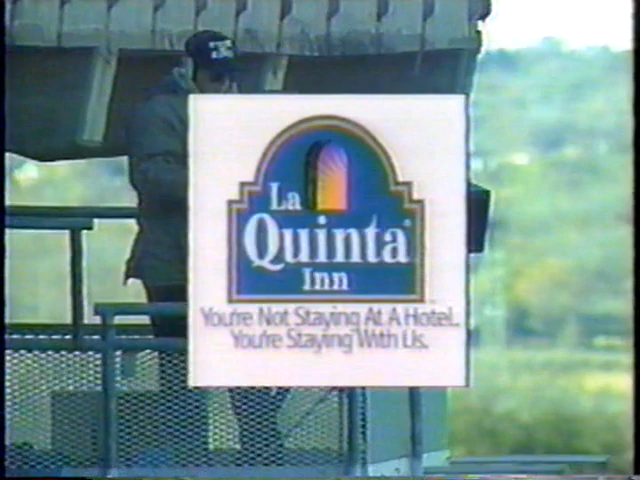 La
Quinta®
Inn
You're Not Staying At A Hotel.
You're Staying With Us.